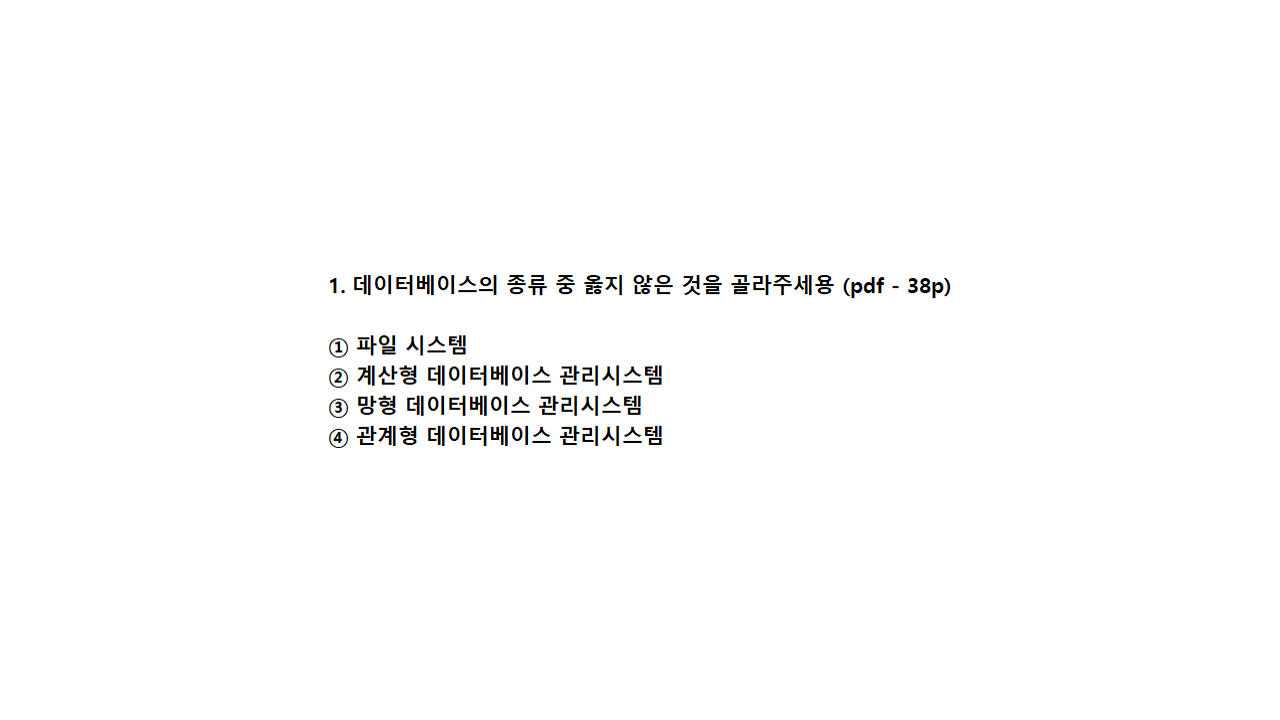 1. 데이터베이스의 종류 중 옳지 않은 것을 골라주세용 (pdf - 38p)
① 파일 시스템
② 계산형 데이터베이스 관리시스템
③ 망형 데이터베이스 관리시스템
④ 관계형 데이터베이스 관리시스템